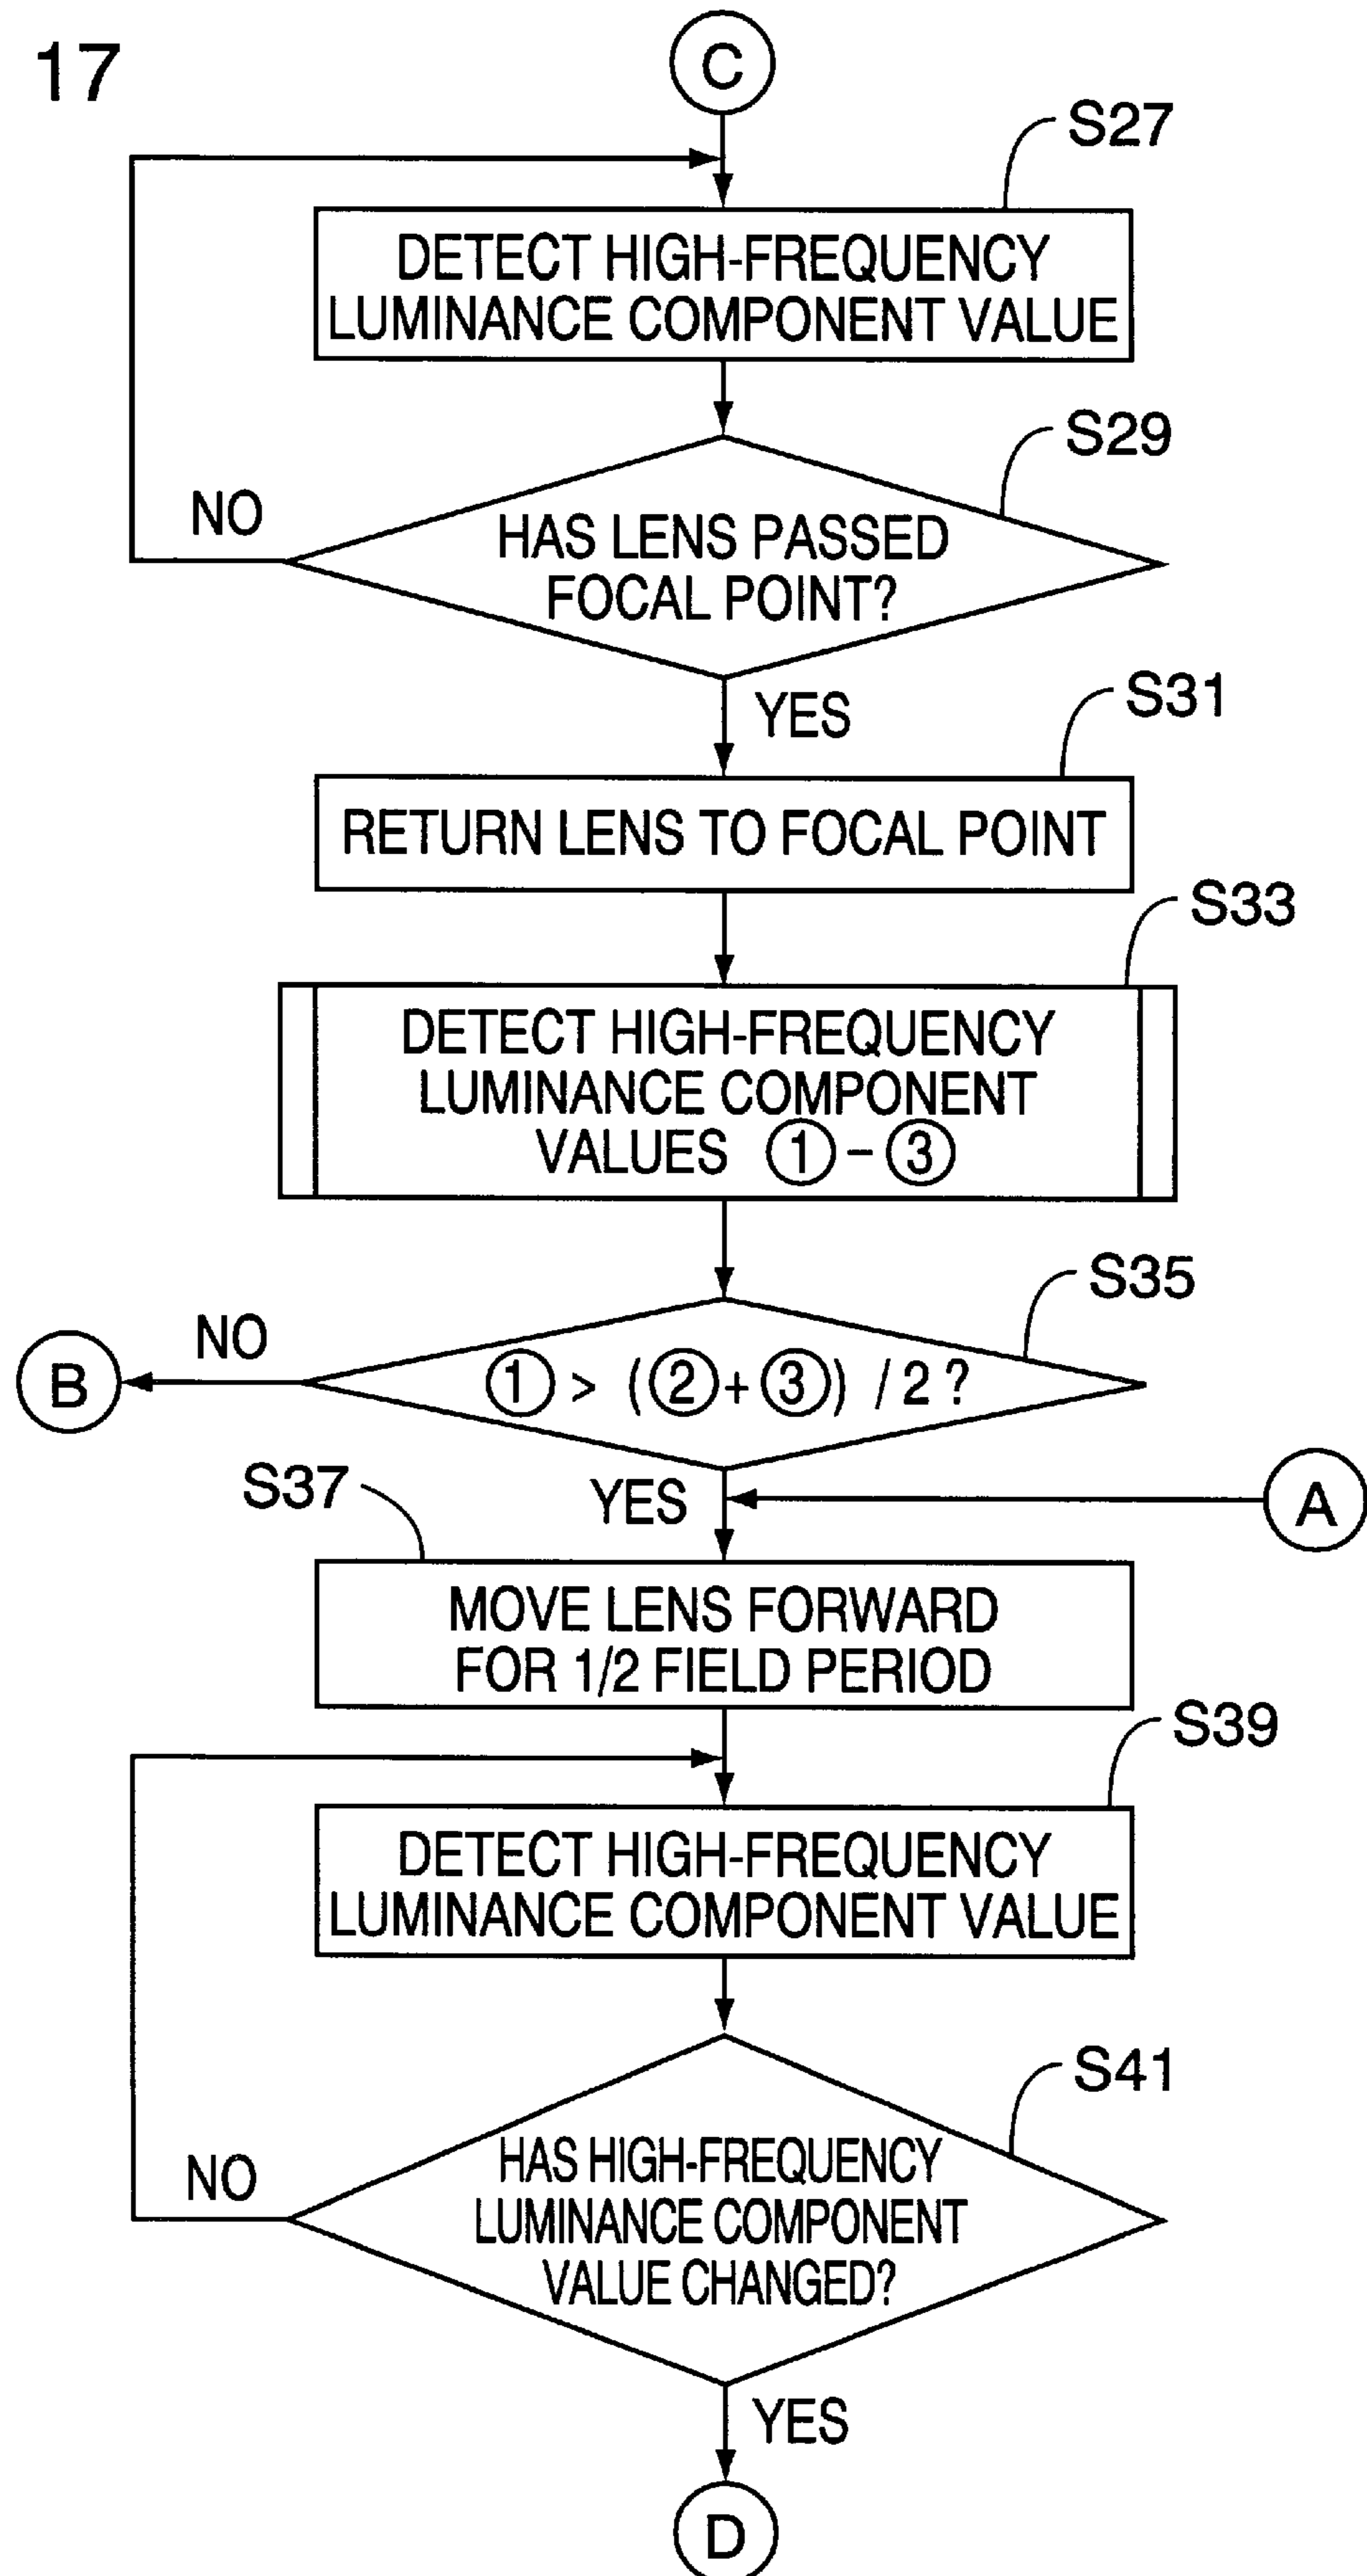 17
C
S27
DETECT HIGH-FREQUENCY
LUMINANCE COMPONENT VALUE
S29
NO
HAS LENS PASSED
FOCAL POINT?
YES
S31
RETURN LENS TO FOCAL POINT
S33
DETECT HIGH-FREQUENCY
LUMINANCE COMPONENT
VALUES ① - ③
S35
NO
B
① > (② + ③) / 2 ?
S37
YES
A
MOVE LENS FORWARD
FOR 1/2 FIELD PERIOD
S39
DETECT HIGH-FREQUENCY
LUMINANCE COMPONENT VALUE
S41
NO
HAS HIGH-FREQUENCY
LUMINANCE COMPONENT
VALUE CHANGED?
YES
D